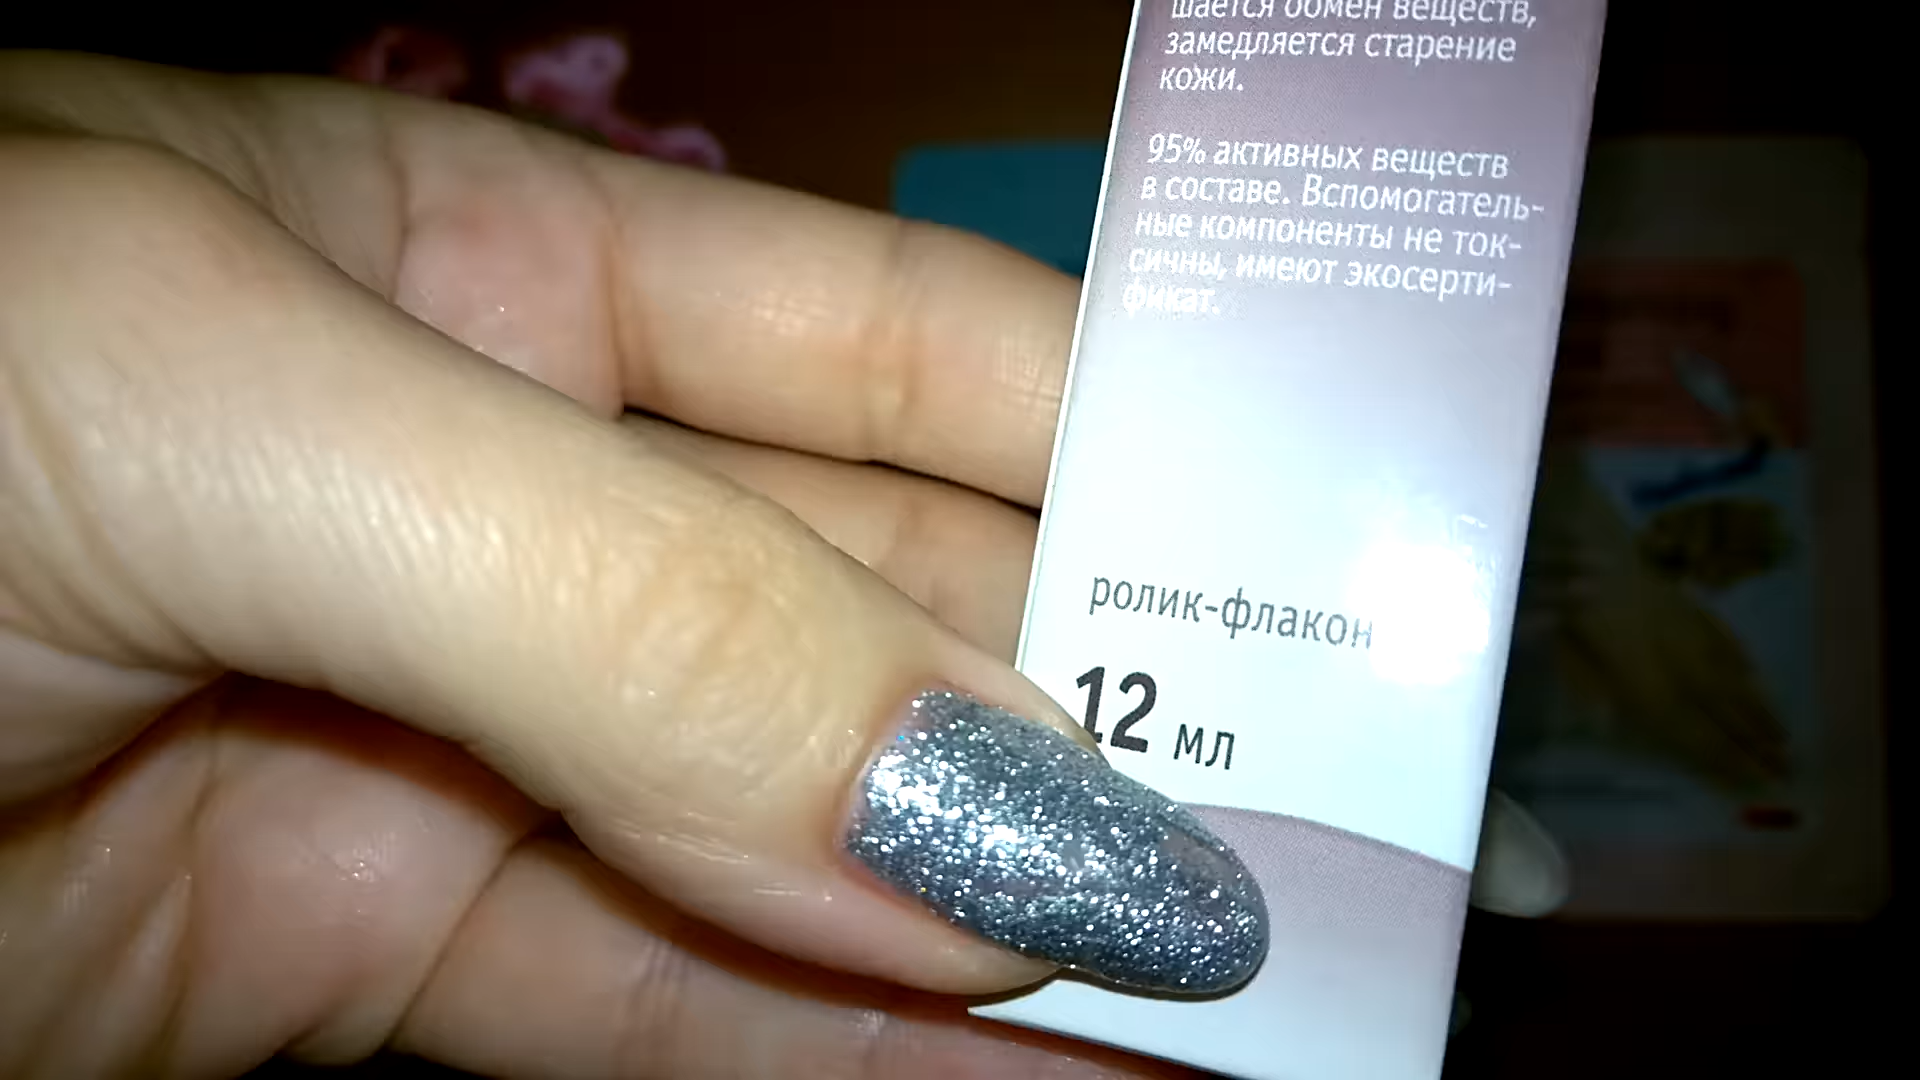 шается обмен веществ,
замедляется старение
кожи.
95% активных веществ
в составе. Вспомогатель-
ные компоненты не ток-
сичны, имеют экосерти-
фикат.
ролик-флакон
12 мл